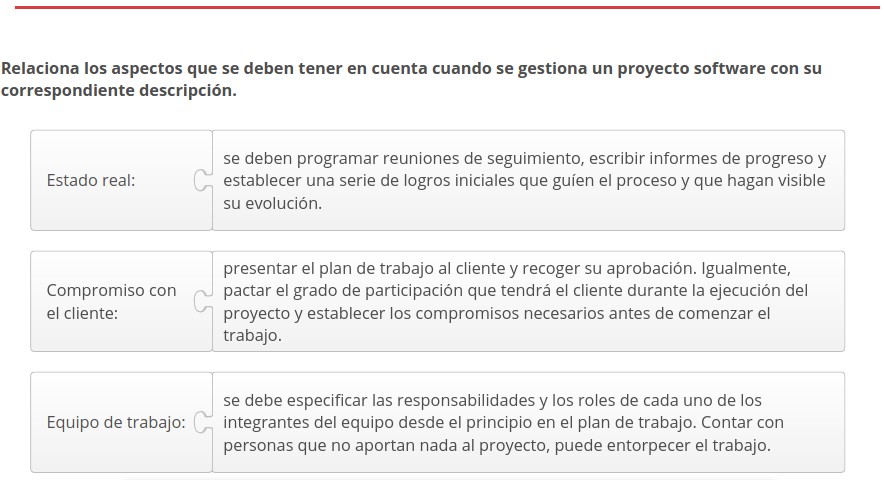 Relaciona los aspectos que se deben tener en cuenta cuando se gestiona un proyecto software con su
correspondiente descripción.
Estado real:
se deben programar reuniones de seguimiento, escribir informes de progreso y
establecer una serie de logros iniciales que guíen el proceso y que hagan visible
su evolución.
Compromiso con
el cliente:
presentar el plan de trabajo al cliente y recoger su aprobación. Igualmente,
pactar el grado de participación que tendrá el cliente durante la ejecución del
proyecto y establecer los compromisos necesarios antes de comenzar el
trabajo.
Equipo de trabajo:
se debe especificar las responsabilidades y los roles de cada uno de los
integrantes del equipo desde el principio en el plan de trabajo. Contar con
personas que no aportan nada al proyecto, puede entorpecer el trabajo.